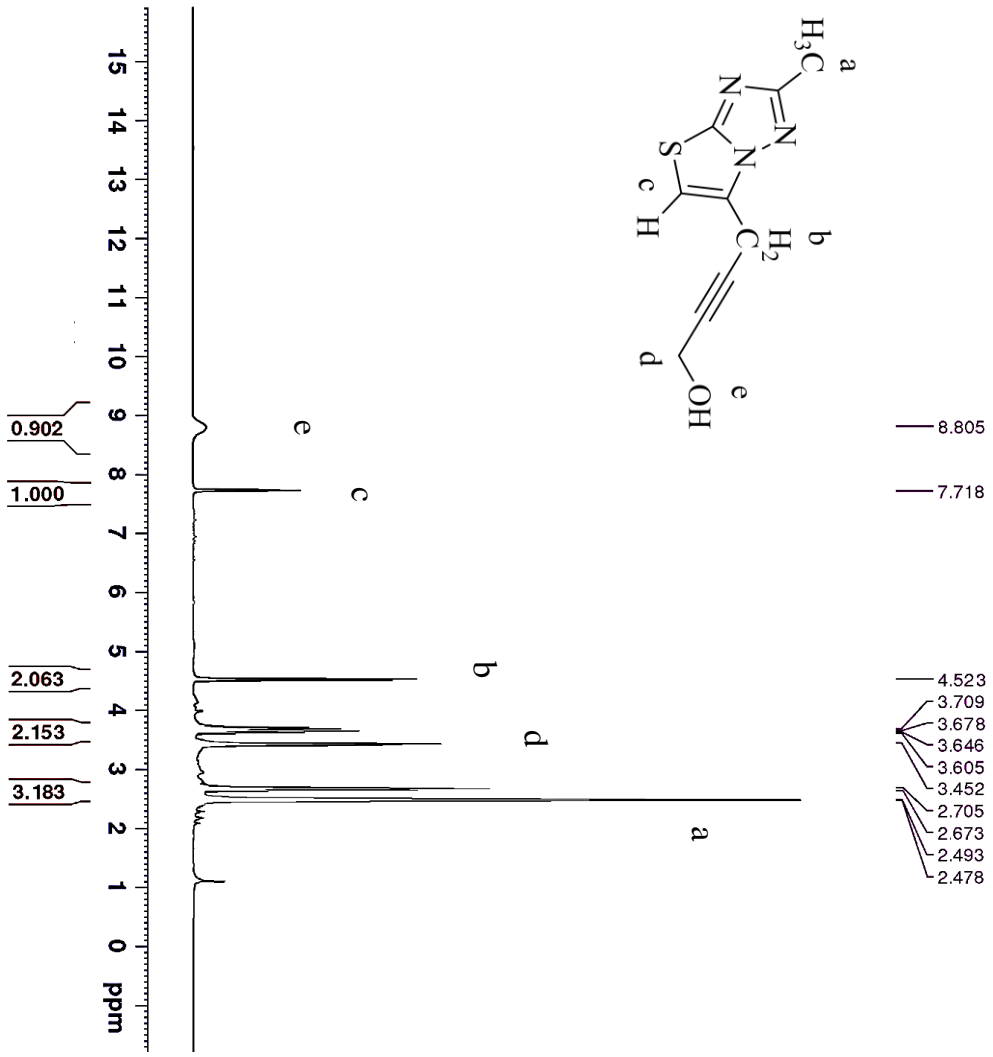 H3C
a
N
N
N
S
c
H
H2
C
b
d
e
OH
e
c
b
d
a
8.805
7.718
4.523
3.709
3.678
3.646
3.605
3.452
2.705
2.673
2.493
2.478
15 14 13 12 11 10 9 8 7 6 5 4 3 2 1 0 ppm
0.902
1.000
2.063
2.153
3.183